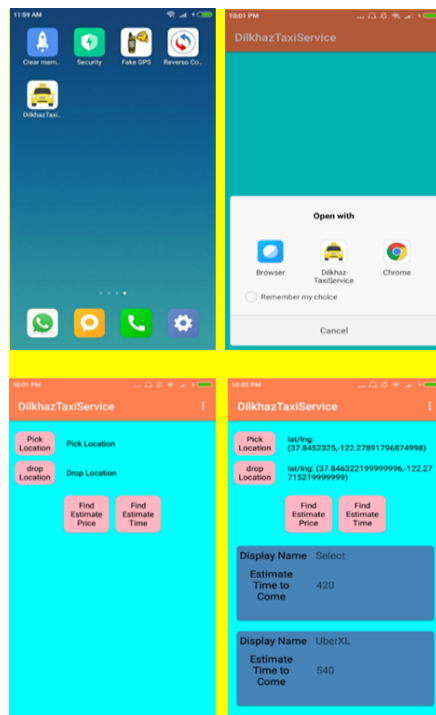 11:59 AM
Clear mem.
Security
Fake GPS
Reverso Co..
DilkhazTaxi..
10:01 PM
DilkhazTaxiService
Open with
Browser
Dilkhaz-
TaxiService
Chrome
Remember my choice
Cancel
10:01 PM
DilkhazTaxiService
Pick
Location
Pick Location
drop
Location
Drop Location
Find
Estimate
Price
Find
Estimate
Time
10:02 PM
DilkhazTaxiService
Pick
Location
lat/lng:
(37.8452325,-122.27891796874998)
drop
Location
lat/lng: (37.846322199999996,-122.27
715219999999)
Find
Estimate
Price
Find
Estimate
Time
Display Name Select
Estimate
Time to
Come
420
Display Name UberXL
Estimate
Time to
Come
540